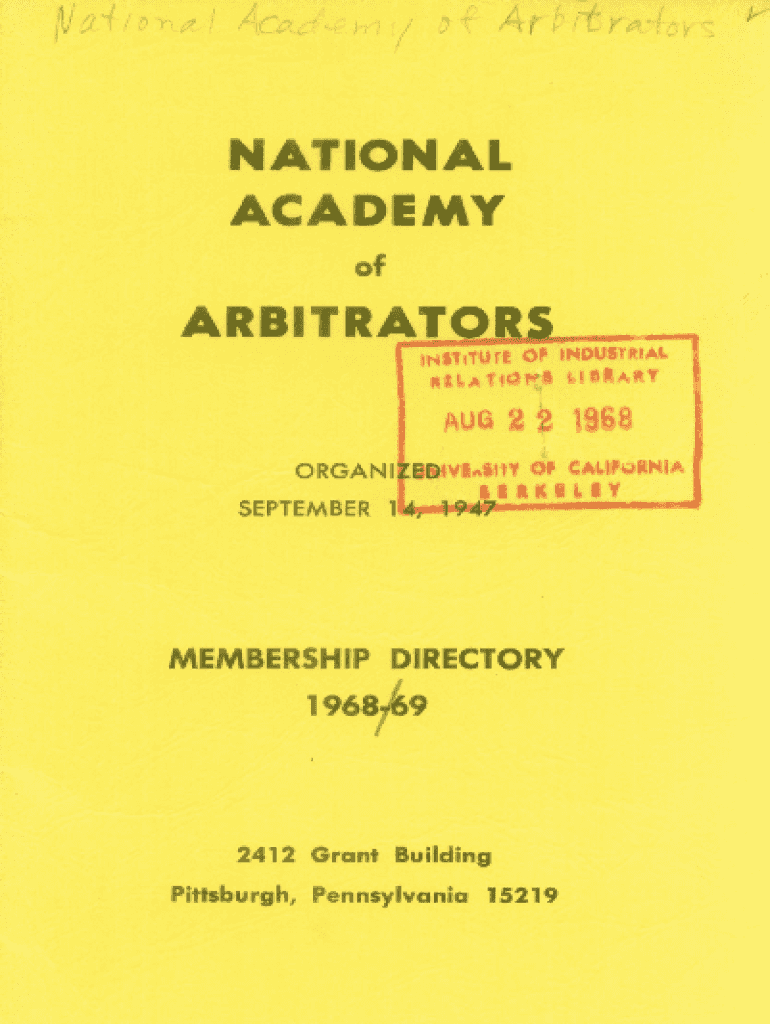 National Academy of Arbitrators
NATIONAL
ACADEMY
of
ARBITRATORS
INSTITUTE OF INDUSTRIAL
RELATIONS LIBRARY
AUG 22 1968
UNIVERSITY OF CALIFORNIA
BERKELEY
ORGANIZED
SEPTEMBER 14, 1947
MEMBERSHIP DIRECTORY
1968-/69
2412 Grant Building
Pittsburgh, Pennsylvania 15219